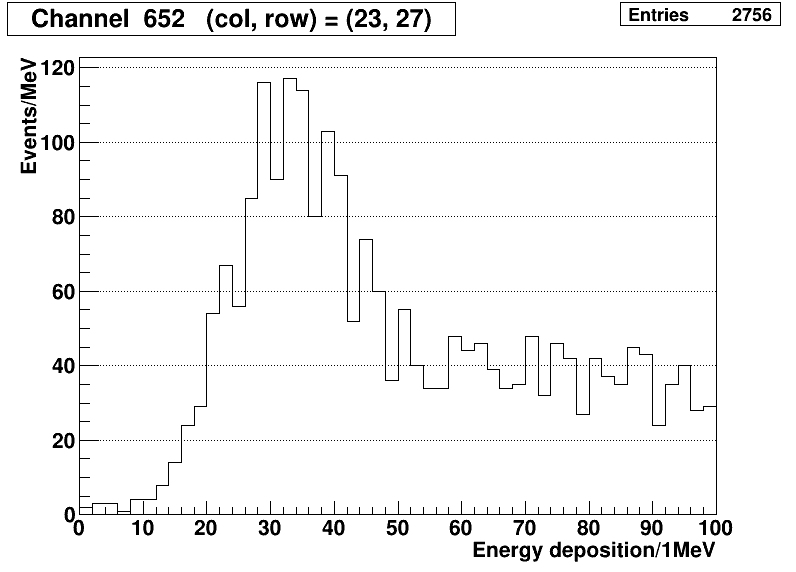 Channel 652 (col, row) = (23, 27)
Entries 2756
Events/MeV
120
100
80
60
40
20
0
0 10 20 30 40 50 60 70 80 90 100
Energy deposition/1MeV